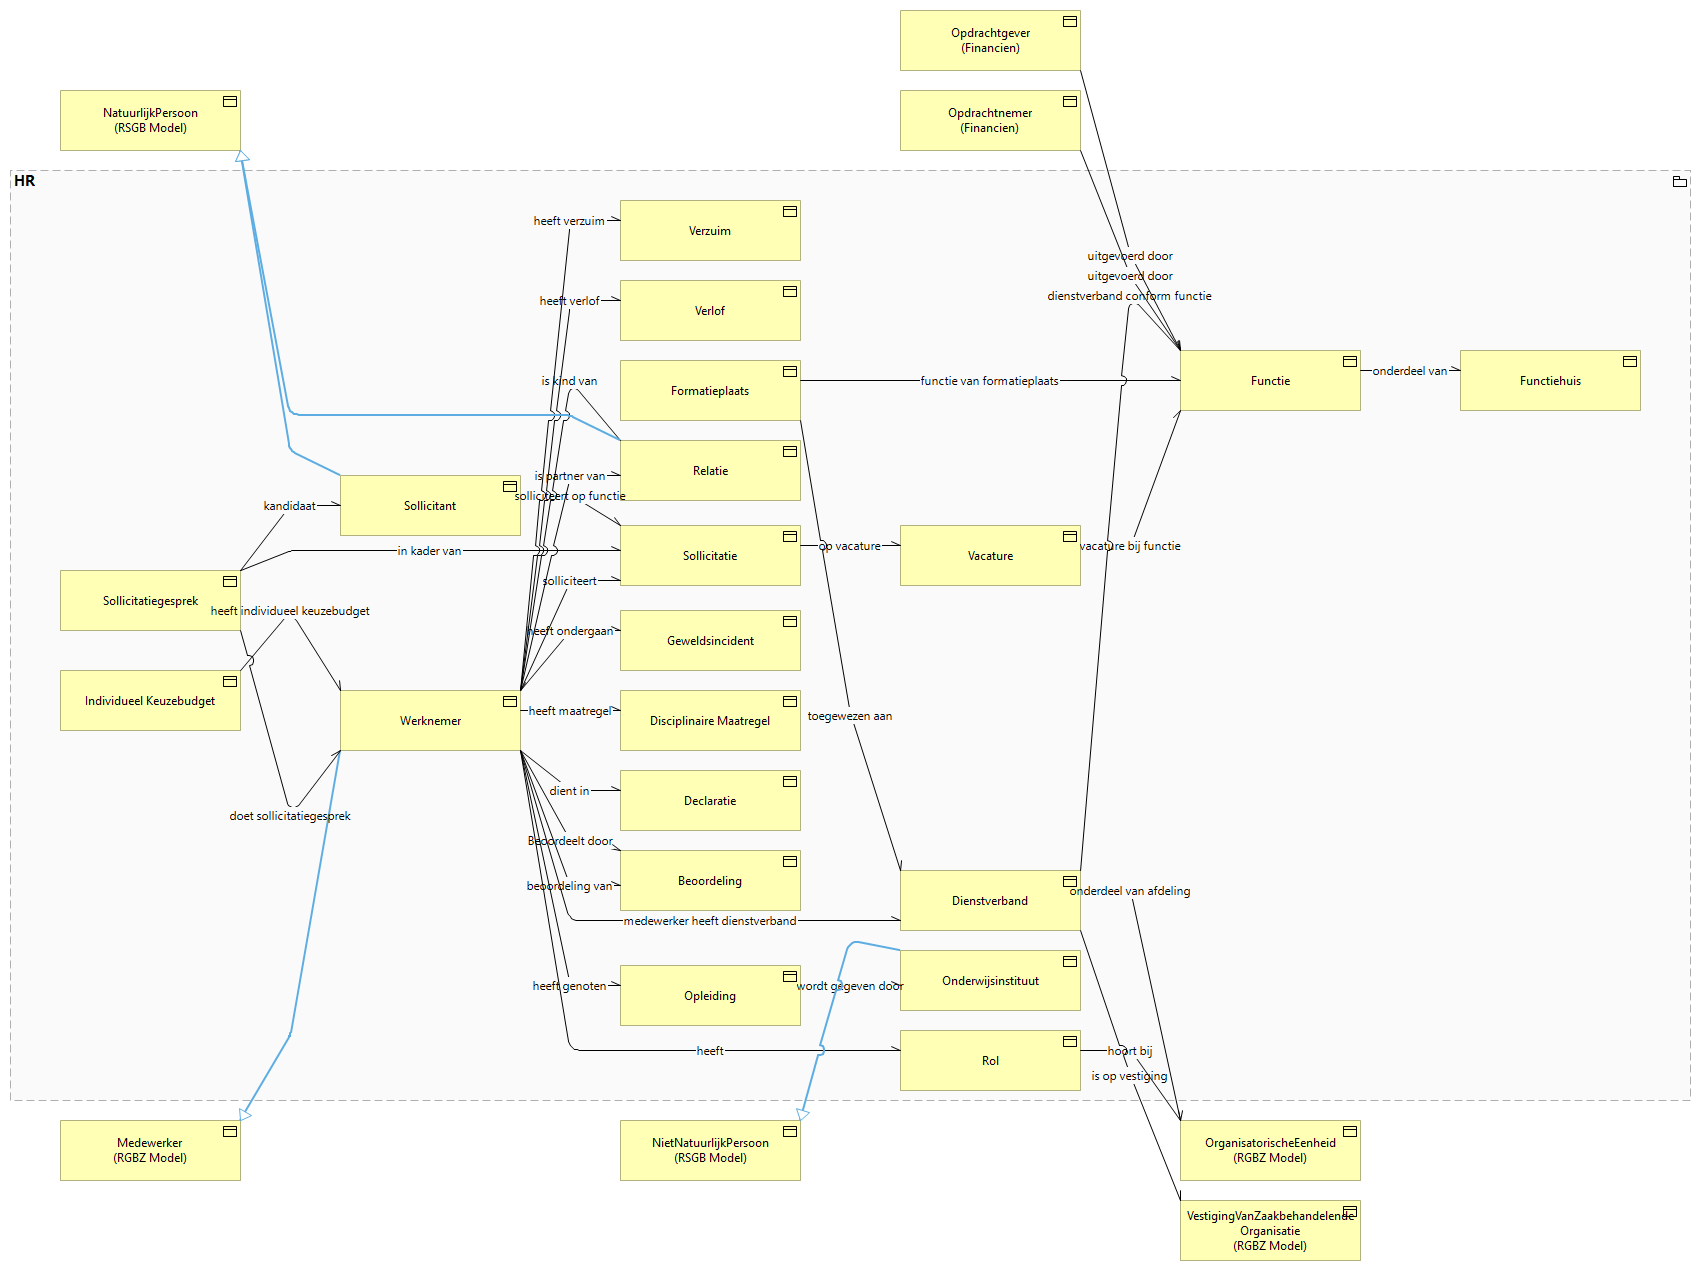 Opdrachtgever
(Financien)
NatuurlijkPersoon
(RSGB Model)
Opdrachtnemer
(Financien)
HR
heeft verzuim
Verzuim
uitgevoerd door
uitgevoerd door
dienstverband conform functie
heeft verlof
Verlof
is kind van
Formatieplaats
functie van formatieplaats
Functie
onderdeel van
Functiehuis
is partner van
Relatie
solliciteert op functie
kandidaat
Sollicitant
in kader van
Sollicitatie
op vacature
Vacature
vacature bij functie
solliciteert
Sollicitatiegesprek
heeft individueel keuzebudget
heeft ondergaan
Geweldsincident
Individueel Keuzebudget
Werknemer
heeft maatregel
Disciplinaire Maatregel
toegewezen aan
dient in
Declaratie
doet sollicitatiegesprek
Beoordeelt door
beoordeling van
Beoordeling
onderdeel van afdeling
Dienstverband
medewerker heeft dienstverband
heeft genoten
Opleiding
wordt gegeven door
Onderwijsinstituut
heeft
Rol
hoort bij
is op vestiging
Medewerker
(RGBZ Model)
NietNatuurlijkPersoon
(RSGB Model)
OrganisatorischeEenheid
(RGBZ Model)
VestigingVanZaakbehandelende
Organisatie
(RGBZ Model)